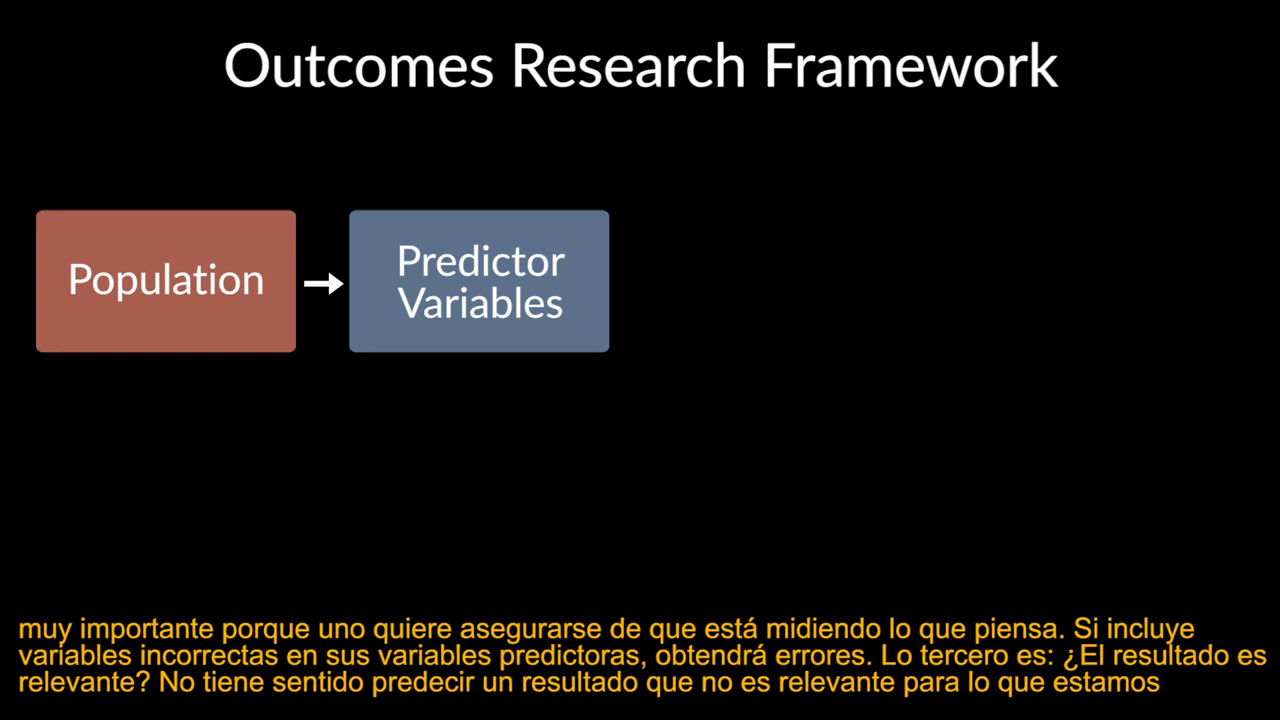 Outcomes Research Framework
Population
Predictor
Variables
muy importante porque uno quiere asegurarse de que está midiendo lo que piensa. Si incluye
variables incorrectas en sus variables predictoras, obtendrá errores. Lo tercero es: ¿El resultado es
relevante? No tiene sentido predecir un resultado que no es relevante para lo que estamos